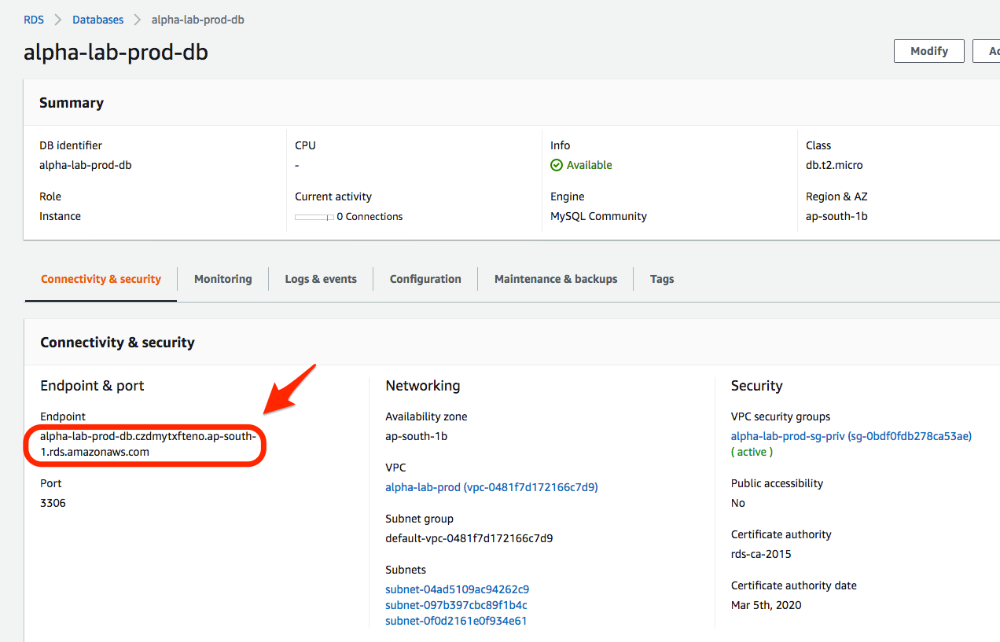 RDS > Databases > alpha-lab-prod-db
alpha-lab-prod-db
Modify
Ac
Summary
DB identifier
alpha-lab-prod-db
CPU
-
Info
Available
Class
db.t2.micro
Role
Instance
Current activity
0 Connections
Engine
MySQL Community
Region & AZ
ap-south-1b
Connectivity & security
Monitoring
Logs & events
Configuration
Maintenance & backups
Tags
Connectivity & security
Endpoint & port
Endpoint
alpha-lab-prod-db.czdmytxfteno.ap-south-
1.rds.amazonaws.com
Port
3306
Networking
Availability zone
ap-south-1b
VPC
alpha-lab-prod (vpc-0481f7d172166c7d9)
Subnet group
default-vpc-0481f7d172166c7d9
Subnets
subnet-04ad5109ac94262c9
subnet-097b397cbc89f1b4c
subnet-0f0d2161e0f934e61
Security
VPC security groups
alpha-lab-prod-sg-priv (sg-0bdf0fdb278ca53ae)
( active )
Public accessibility
No
Certificate authority
rds-ca-2015
Certificate authority date
Mar 5th, 2020